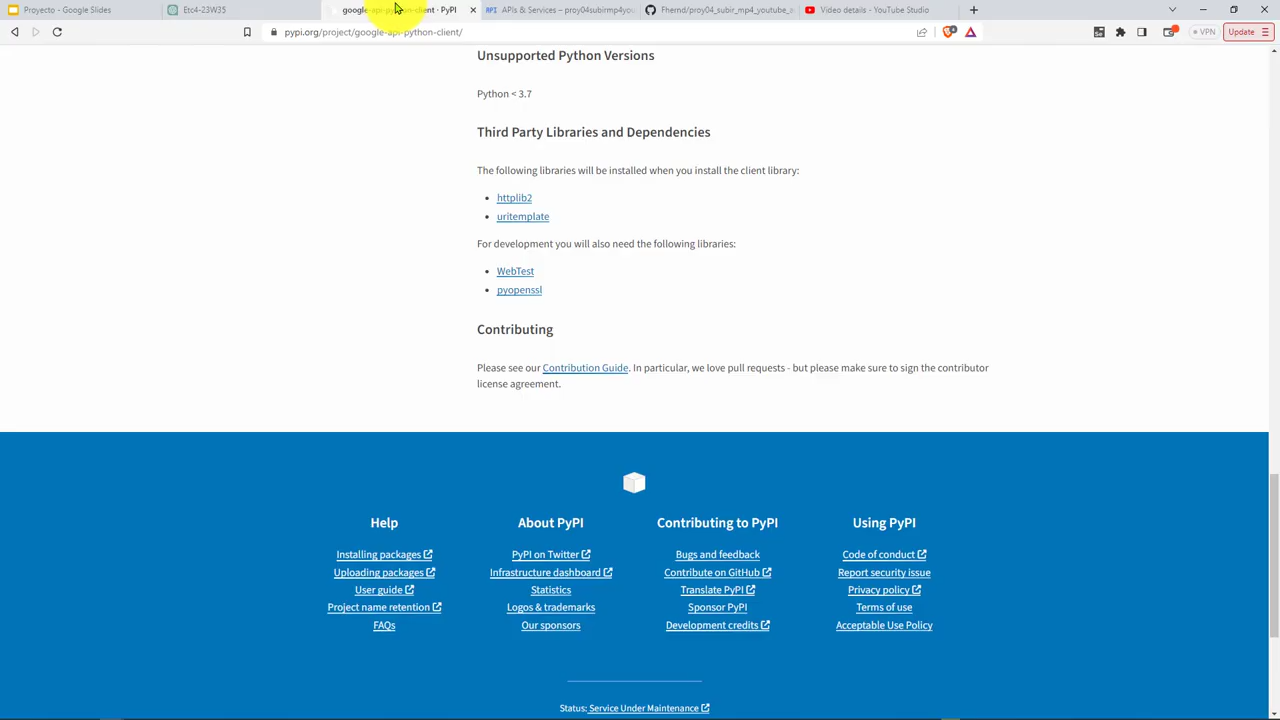 Proyecto - Google Slides
Etc4-23W35
google-api-python-client · PyPI
APIs & Services – proy04subirmp4you
Fhernd/proy04_subir_mp4_youtube_
Video details - YouTube Studio
pypi.org/project/google-api-python-client/
VPN
Update
Unsupported Python Versions
Python < 3.7
Third Party Libraries and Dependencies
The following libraries will be installed when you install the client library:
httplib2
uritemplate
For development you will also need the following libraries:
WebTest
pyopenssl
Contributing
Please see our Contribution Guide. In particular, we love pull requests - but please make sure to sign the contributor
license agreement.
Help
Installing packages
Uploading packages
User guide
Project name retention
FAQs
About PyPI
PyPI on Twitter
Infrastructure dashboard
Statistics
Logos & trademarks
Our sponsors
Contributing to PyPI
Bugs and feedback
Contribute on GitHub
Translate PyPI
Sponsor PyPI
Development credits
Using PyPI
Code of conduct
Report security issue
Privacy policy
Terms of use
Acceptable Use Policy
Status: Service Under Maintenance